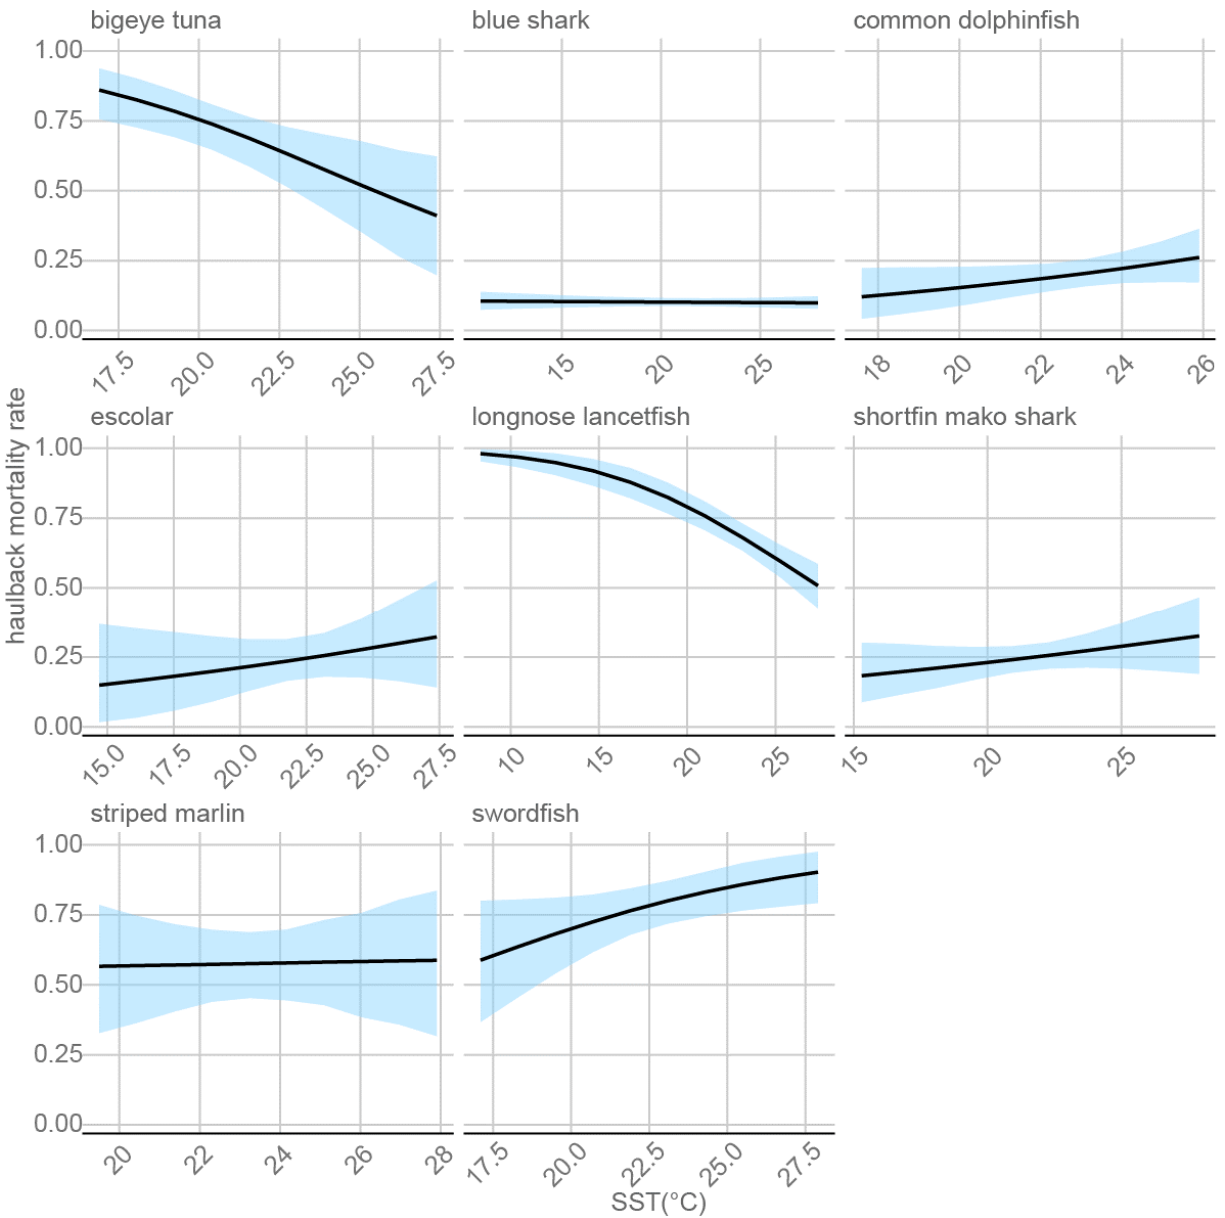 bigeye tuna
blue shark
common dolphinfish
1.00
0.75
0.50
0.25
0.00
17.5 20.0 22.5 25.0 27.5
15 20 25
18 20 22 24 26
haulback mortality rate
escolar
longnose lancetfish
shortfin mako shark
1.00
0.75
0.50
0.25
0.00
15.0 17.5 20.0 22.5 25.0 27.5
10 15 20 25
15 20 25
striped marlin
swordfish
1.00
0.75
0.50
0.25
0.00
20 22 24 26 28
17.5 20.0 22.5 25.0 27.5
SST(°C)